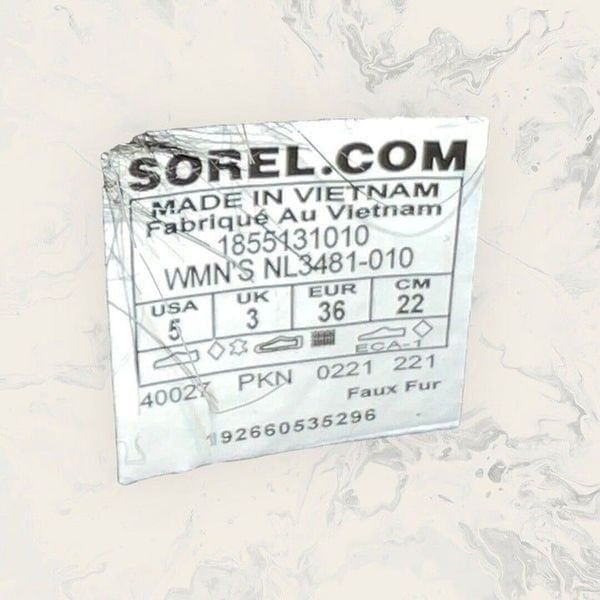 SOREL.COM
MADE IN VIETNAM
Fabriqué Au Vietnam
1855131010
WMN'S NL3481-010
USA UK EUR CM
5 3 36 22
ECA-1
40027 PKN 0221 221
Faux Fur
192660535296